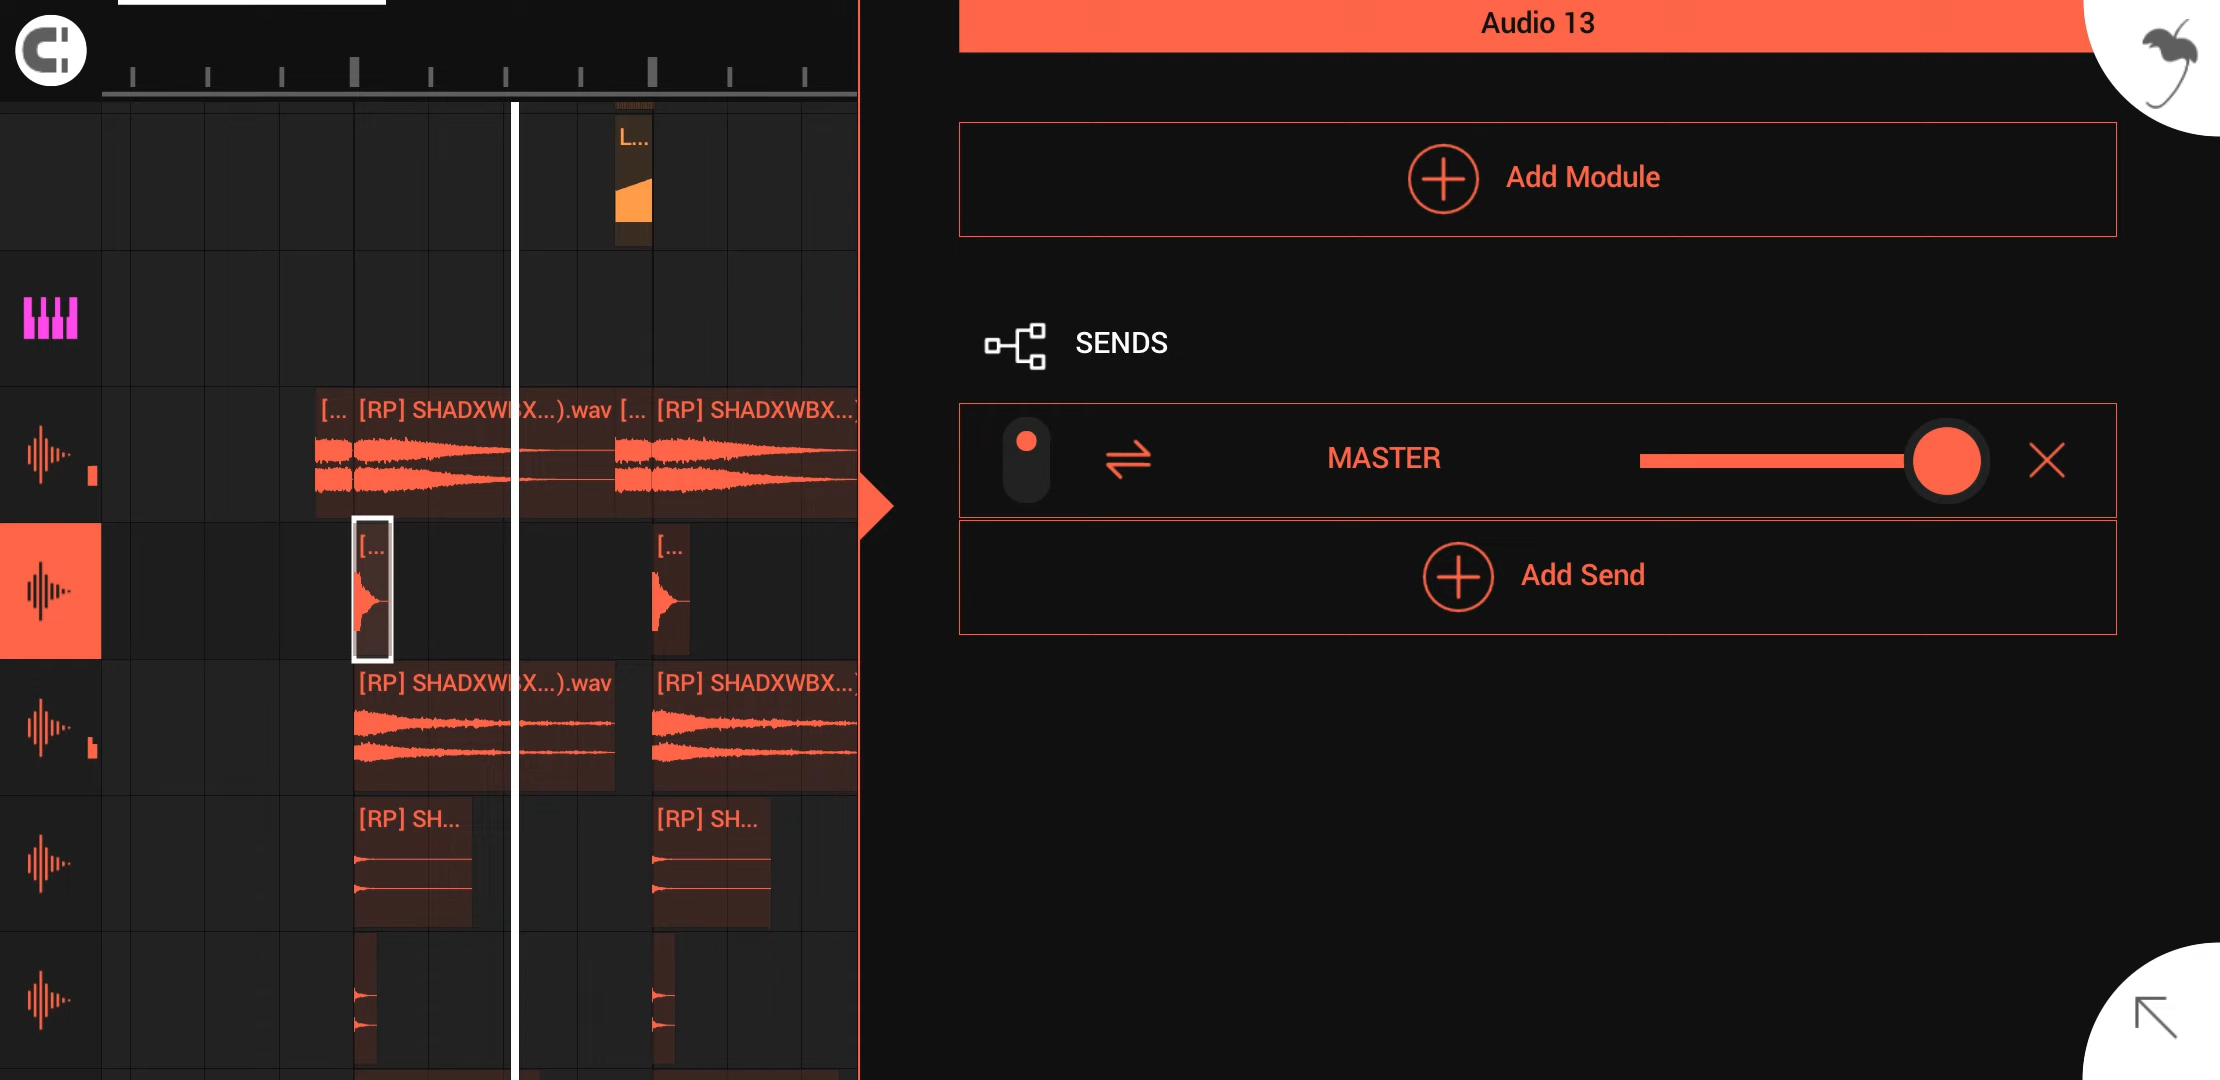 Audio 13
L...
Add Module
SENDS
[... [RP] SHADXWBX...).wav [... [RP] SHADXWBX...)
MASTER
[... [...
Add Send
[RP] SHADXWBX...).wav [RP] SHADXWBX...)
[RP] SH... [RP] SH...